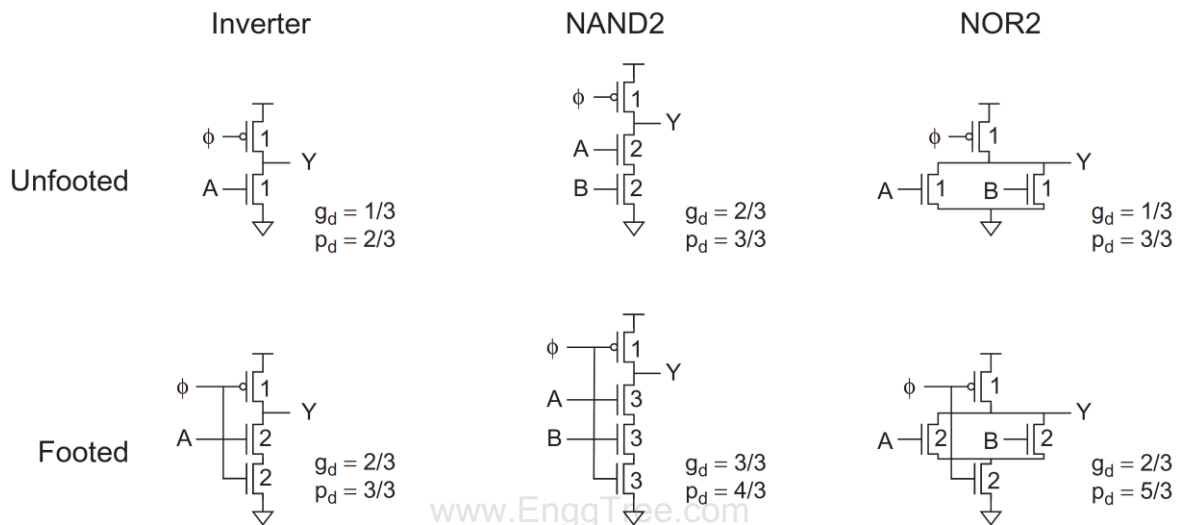 Inverter
NAND2
NOR2
Unfooted
ϕ
1
Y
A
1
g_d = 1/3
p_d = 2/3
ϕ
1
Y
A
2
B
2
g_d = 2/3
p_d = 3/3
ϕ
1
Y
A
1
B
1
g_d = 1/3
p_d = 3/3
Footed
ϕ
1
Y
A
2
2
g_d = 2/3
p_d = 3/3
ϕ
1
Y
A
3
B
3
3
g_d = 3/3
p_d = 4/3
ϕ
1
Y
A
2
B
2
2
g_d = 2/3
p_d = 5/3
www.EnggTree.com